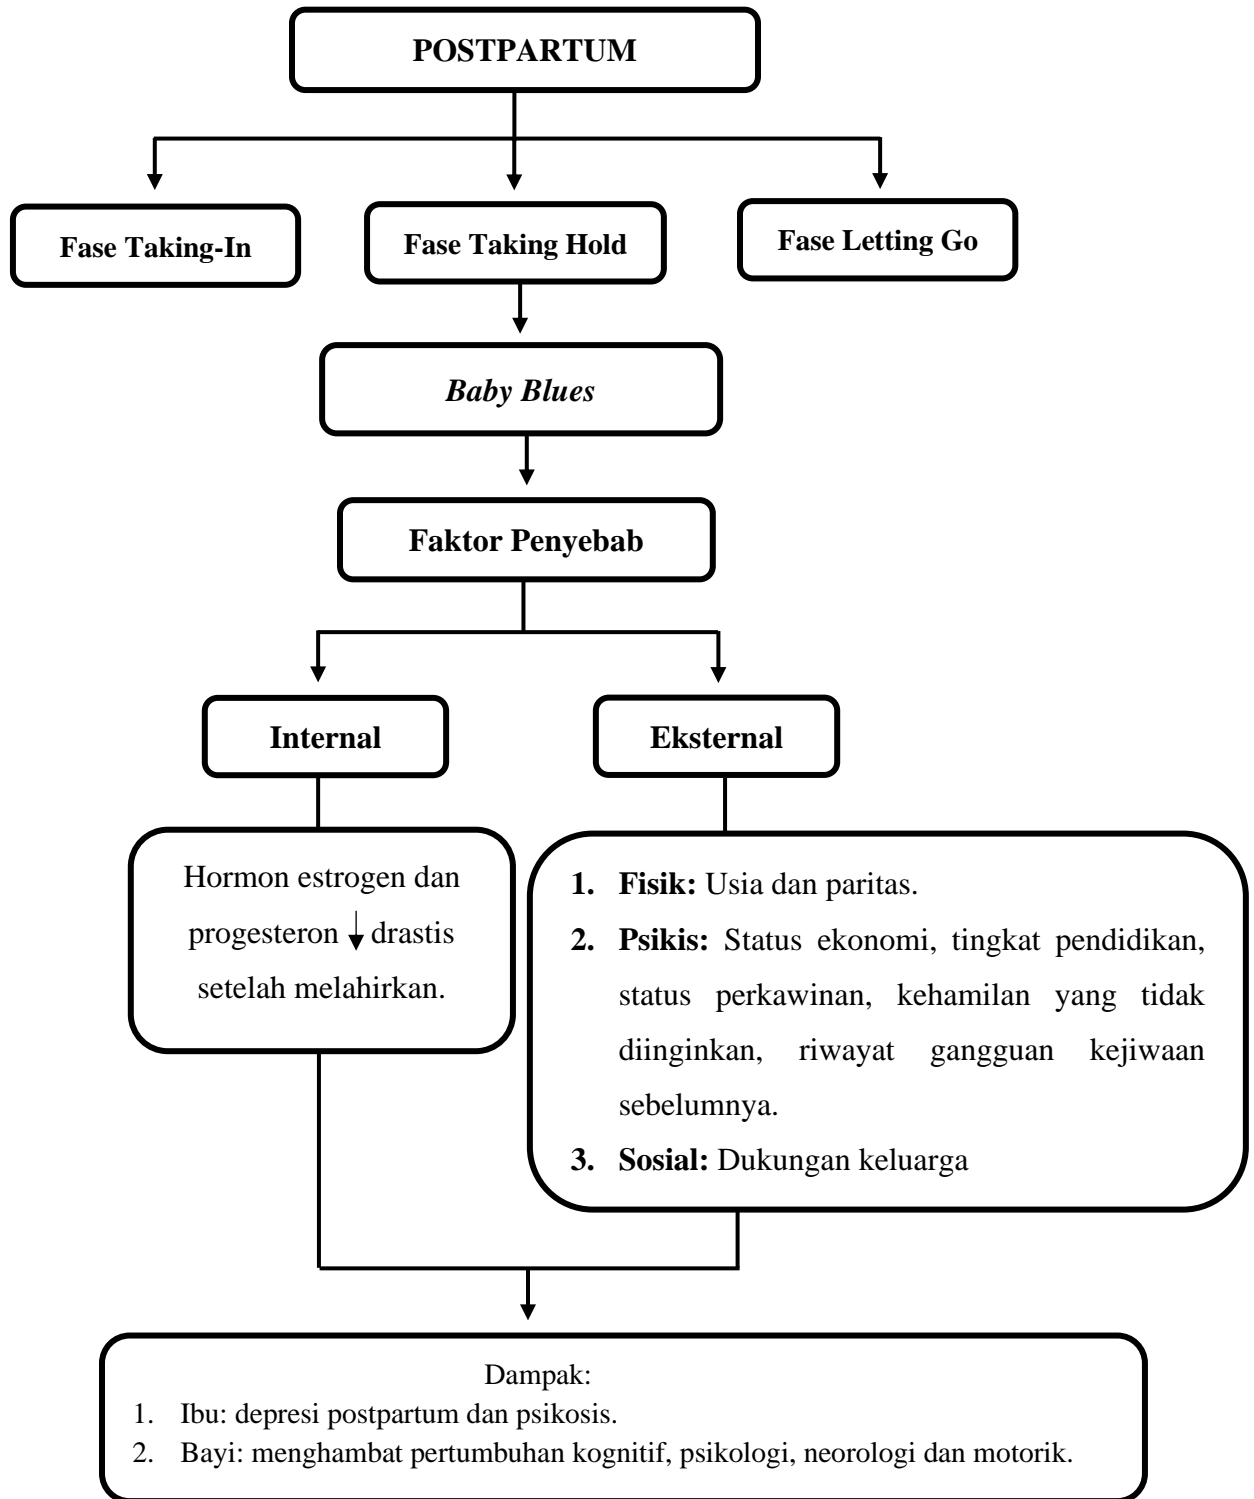 POSTPARTUM
Fase Taking-In
Fase Taking Hold
Fase Letting Go
Baby Blues
Faktor Penyebab
Internal
Eksternal
Hormon estrogen dan
progesteron ↓ drastis
setelah melahirkan.
1. Fisik: Usia dan paritas.
2. Psikis: Status ekonomi, tingkat pendidikan,
status perkawinan, kehamilan yang tidak
diinginkan, riwayat gangguan kejiwaan
sebelumnya.
3. Sosial: Dukungan keluarga
Dampak:
1. Ibu: depresi postpartum dan psikosis.
2. Bayi: menghambat pertumbuhan kognitif, psikologi, neorologi dan motorik.